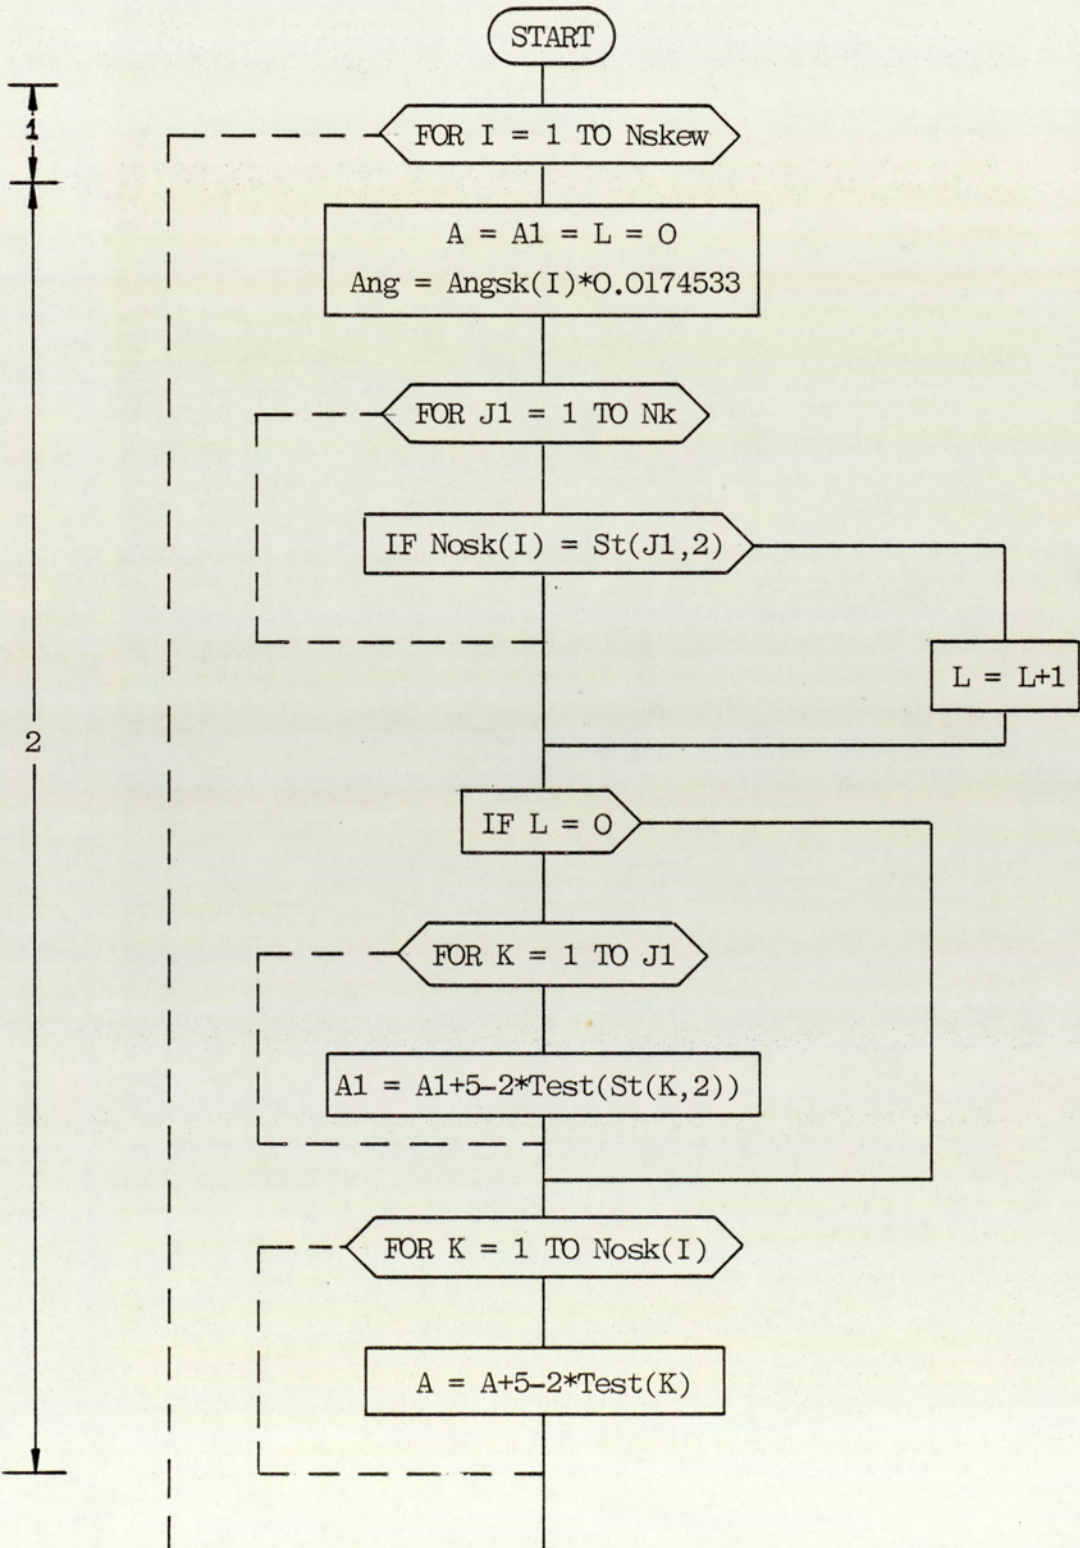 START
1
FOR I = 1 TO Nskew
A = A1 = L = 0
Ang = Angsk(I)*0.0174533
FOR J1 = 1 TO Nk
IF Nosk(I) = St(J1,2)
L = L+1
2
IF L = 0
FOR K = 1 TO J1
A1 = A1+5-2*Test(St(K,2))
FOR K = 1 TO Nosk(I)
A = A+5-2*Test(K)